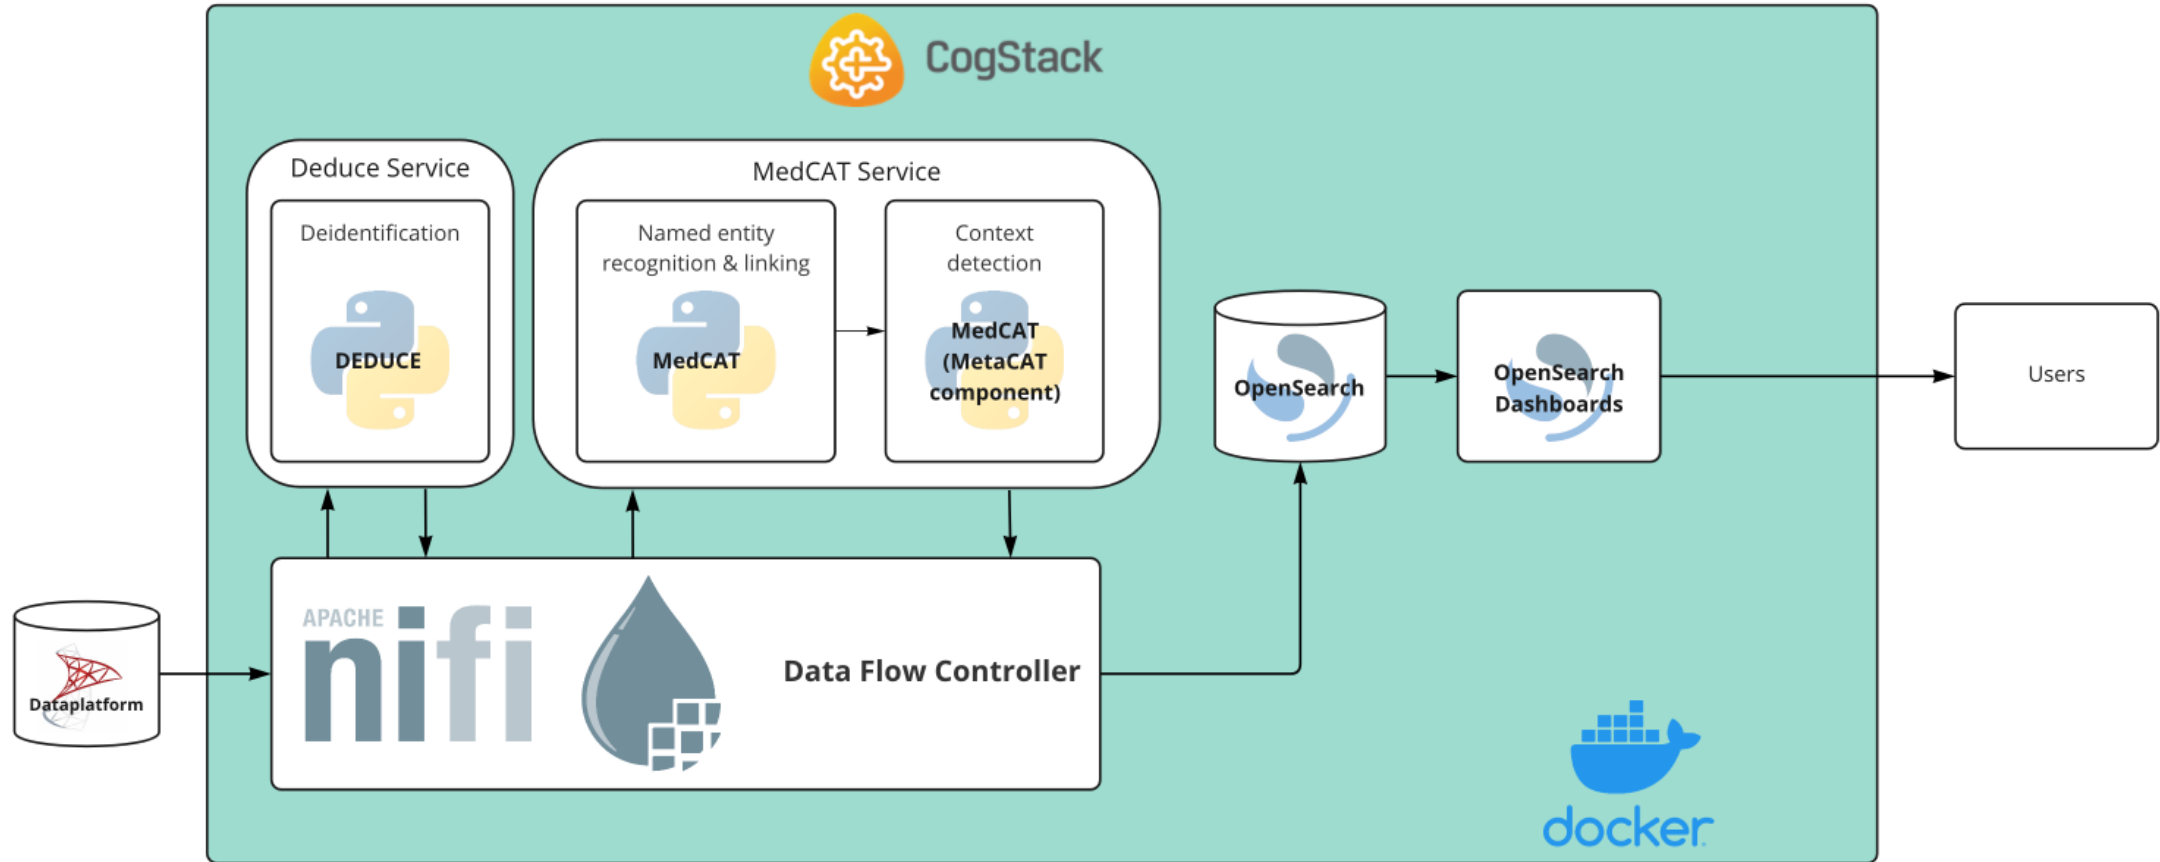 CogStack
Deduce Service
Deidentification
DEDUCE
MedCAT Service
Named entity
recognition & linking
MedCAT
Context
detection
MedCAT
(MetaCAT
component)
OpenSearch
OpenSearch
Dashboards
Users
Dataplatform
APACHE
nifi
Data Flow Controller
docker